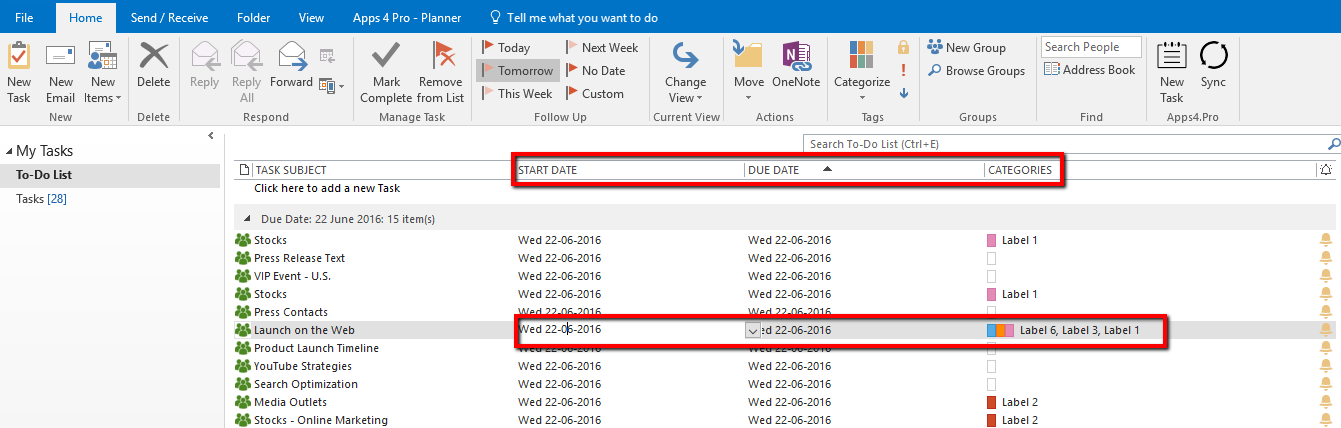 File Home Send / Receive Folder View Apps 4 Pro - Planner Tell me what you want to do
New Task
New Email
New Items
New
Delete
Delete
Reply
Reply All
Forward
Respond
Mark Complete
Remove from List
Manage Task
Today
Tomorrow
This Week
Next Week
No Date
Custom
Follow Up
Change View
Current View
Move
OneNote
Actions
Categorize
Tags
New Group
Browse Groups
Groups
Search People
Address Book
Find
New Task
Sync
Apps4.Pro
My Tasks
To-Do List
Tasks [28]
Search To-Do List (Ctrl+E)
TASK SUBJECT START DATE DUE DATE CATEGORIES
Click here to add a new Task
Due Date: 22 June 2016: 15 item(s)
Stocks Wed 22-06-2016 Wed 22-06-2016 Label 1
Press Release Text Wed 22-06-2016 Wed 22-06-2016
VIP Event - U.S. Wed 22-06-2016 Wed 22-06-2016
Stocks Wed 22-06-2016 Wed 22-06-2016 Label 1
Press Contacts Wed 22-06-2016 Wed 22-06-2016
Launch on the Web Wed 22-06-2016 ed 22-06-2016 Label 6, Label 3, Label 1
Product Launch Timeline Wed 22-06-2016 Wed 22-06-2016
YouTube Strategies Wed 22-06-2016 Wed 22-06-2016
Search Optimization Wed 22-06-2016 Wed 22-06-2016
Media Outlets Wed 22-06-2016 Wed 22-06-2016 Label 2
Stocks - Online Marketing Wed 22-06-2016 Wed 22-06-2016 Label 2